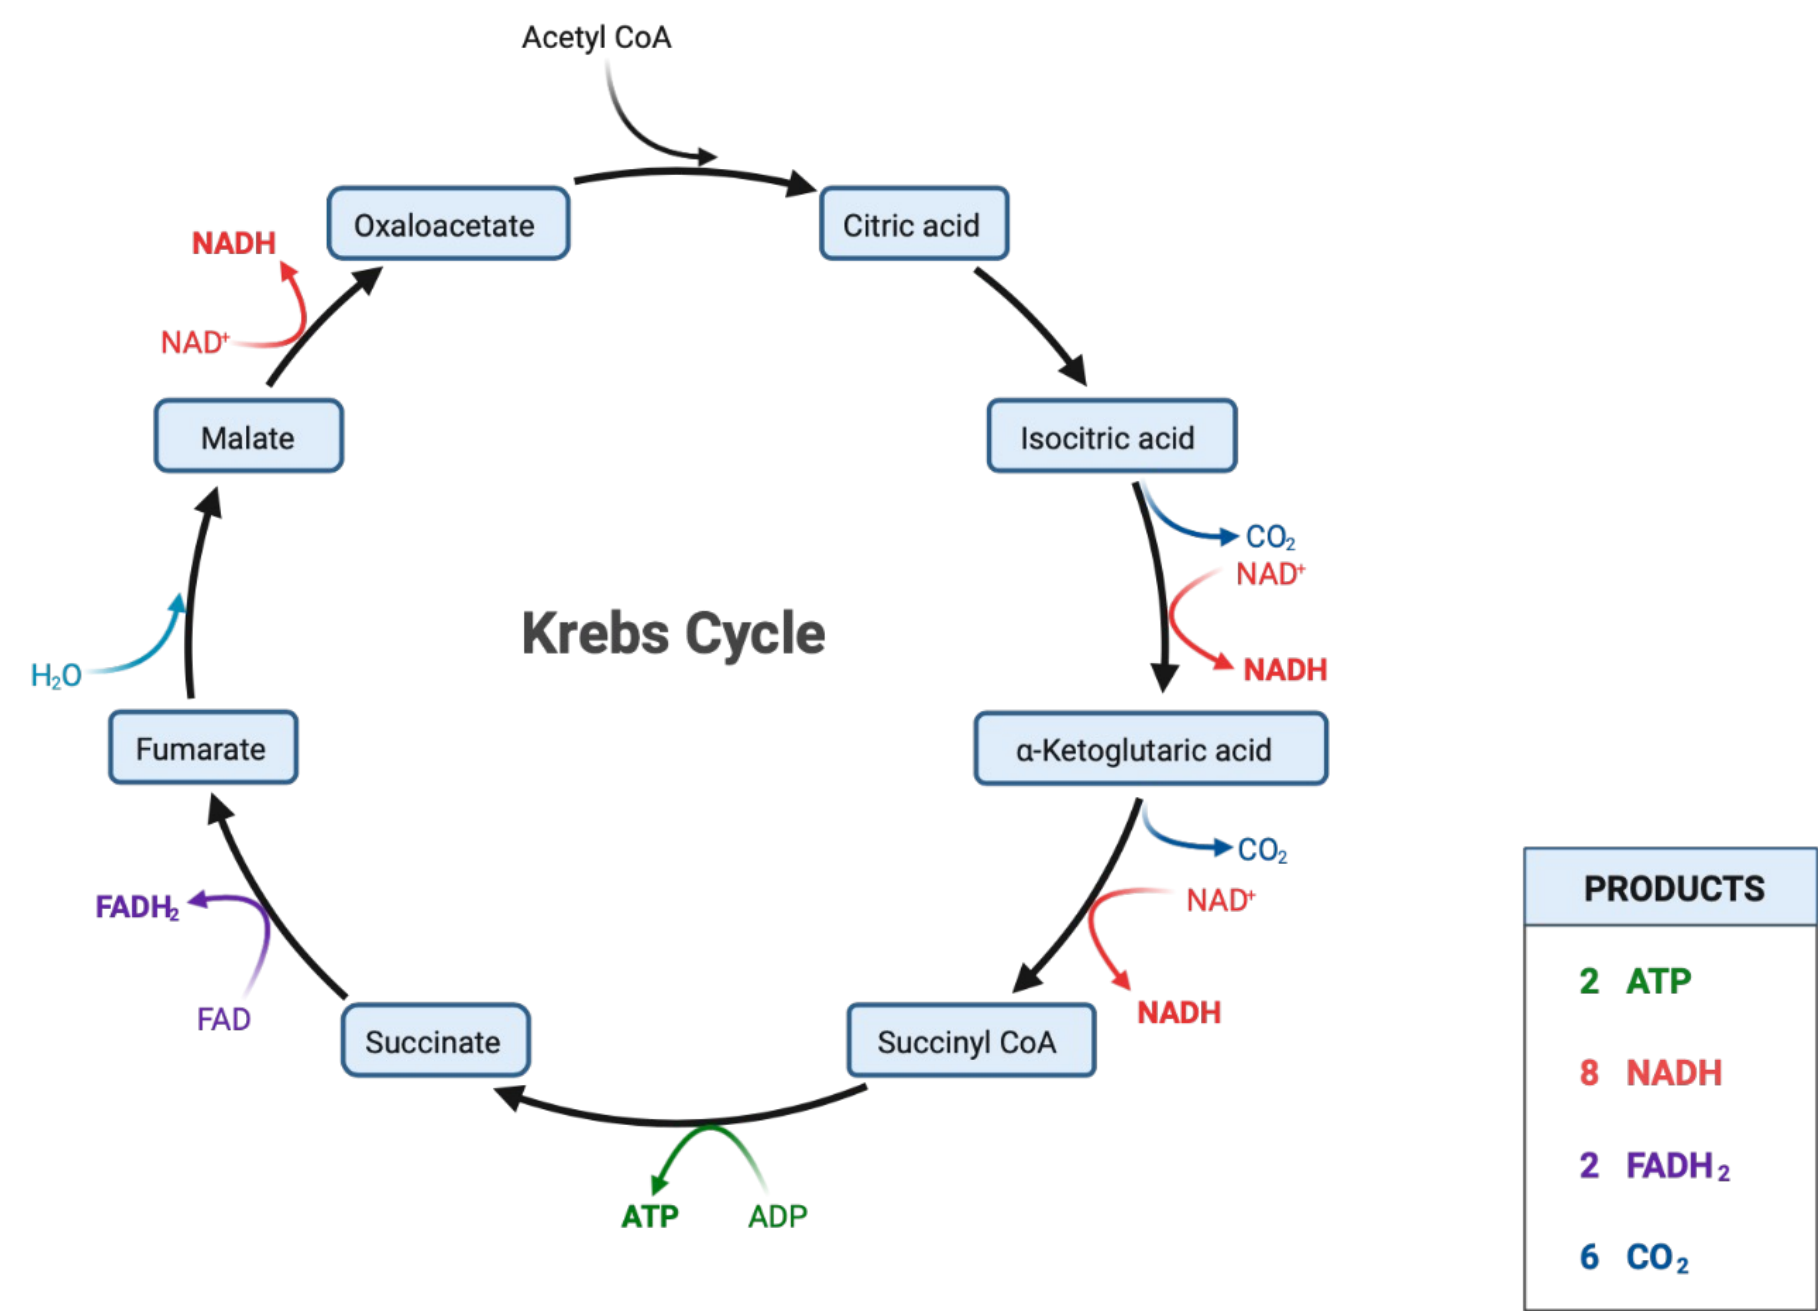 Acetyl CoA
Oxaloacetate
Citric acid
NADH
NAD⁺
Malate
Isocitric acid
CO₂
NAD⁺
NADH
Krebs Cycle
H₂O
Fumarate
α-Ketoglutaric acid
CO₂
NAD⁺
NADH
FADH₂
FAD
Succinate
Succinyl CoA
ATP
ADP
PRODUCTS
2 ATP
8 NADH
2 FADH₂
6 CO₂